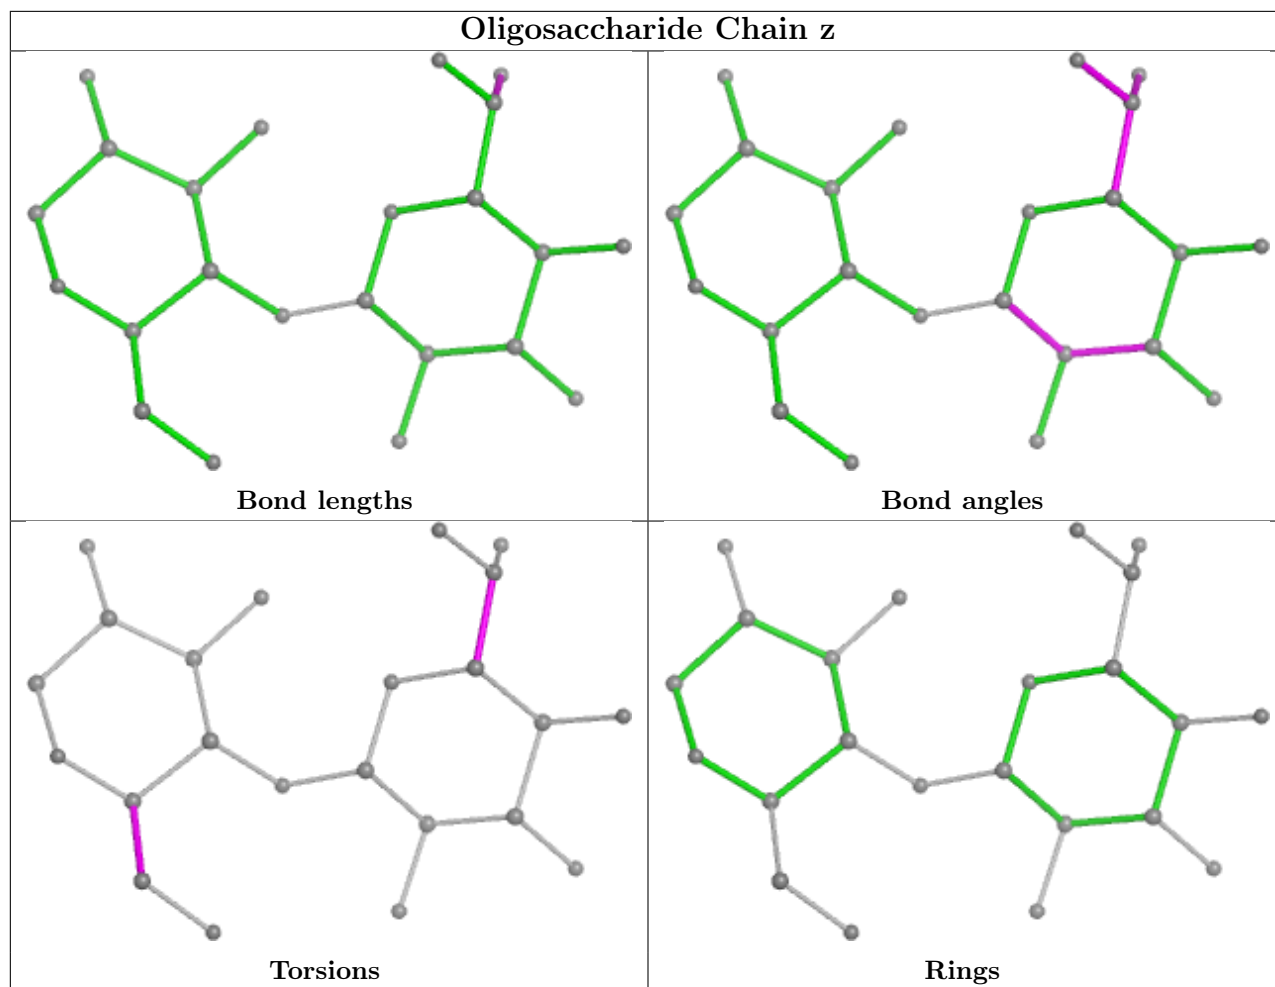 Oligosaccharide Chain z
Bond lengths
Bond angles
Torsions
Rings